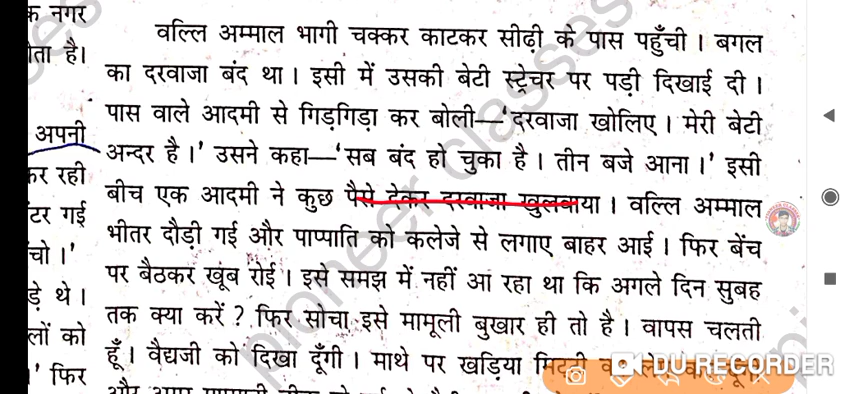 क नगर
ोता है।
अपनी
कर रही
ंटर गई
चो ।'
ड़े थे।
लों को
।' फिर
वल्लि अम्माल भागी चक्कर काटकर सीढ़ी के पास पहुँची । बगल
का दरवाजा बंद था । इसी में उसकी बेटी स्ट्रेचर पर पड़ी दिखाई दी ।
पास वाले आदमी से गिड़गिड़ा कर बोली—'दरवाजा खोलिए । मेरी बेटी
अन्दर है ।' उसने कहा—'सब बंद हो चुका है । तीन बजे आना ।' इसी
बीच एक आदमी ने कुछ पैसे देकर दरवाजा खुलवाया । वल्लि अम्माल
भीतर दौड़ी गई और पाप्पाति को कलेजे से लगाए बाहर आई । फिर बेंच
पर बैठकर खूंब रोई । इसे समझ में नहीं आ रहा था कि अगले दिन सुबह
तक क्या करें ? फिर सोचा इसे मामूली बुखार ही तो है । वापस चलती
हूँ । वैद्यजी को दिखा दूँगी । माथे पर खड़िया मिट्टी
pioneer classes
DU RECORDER